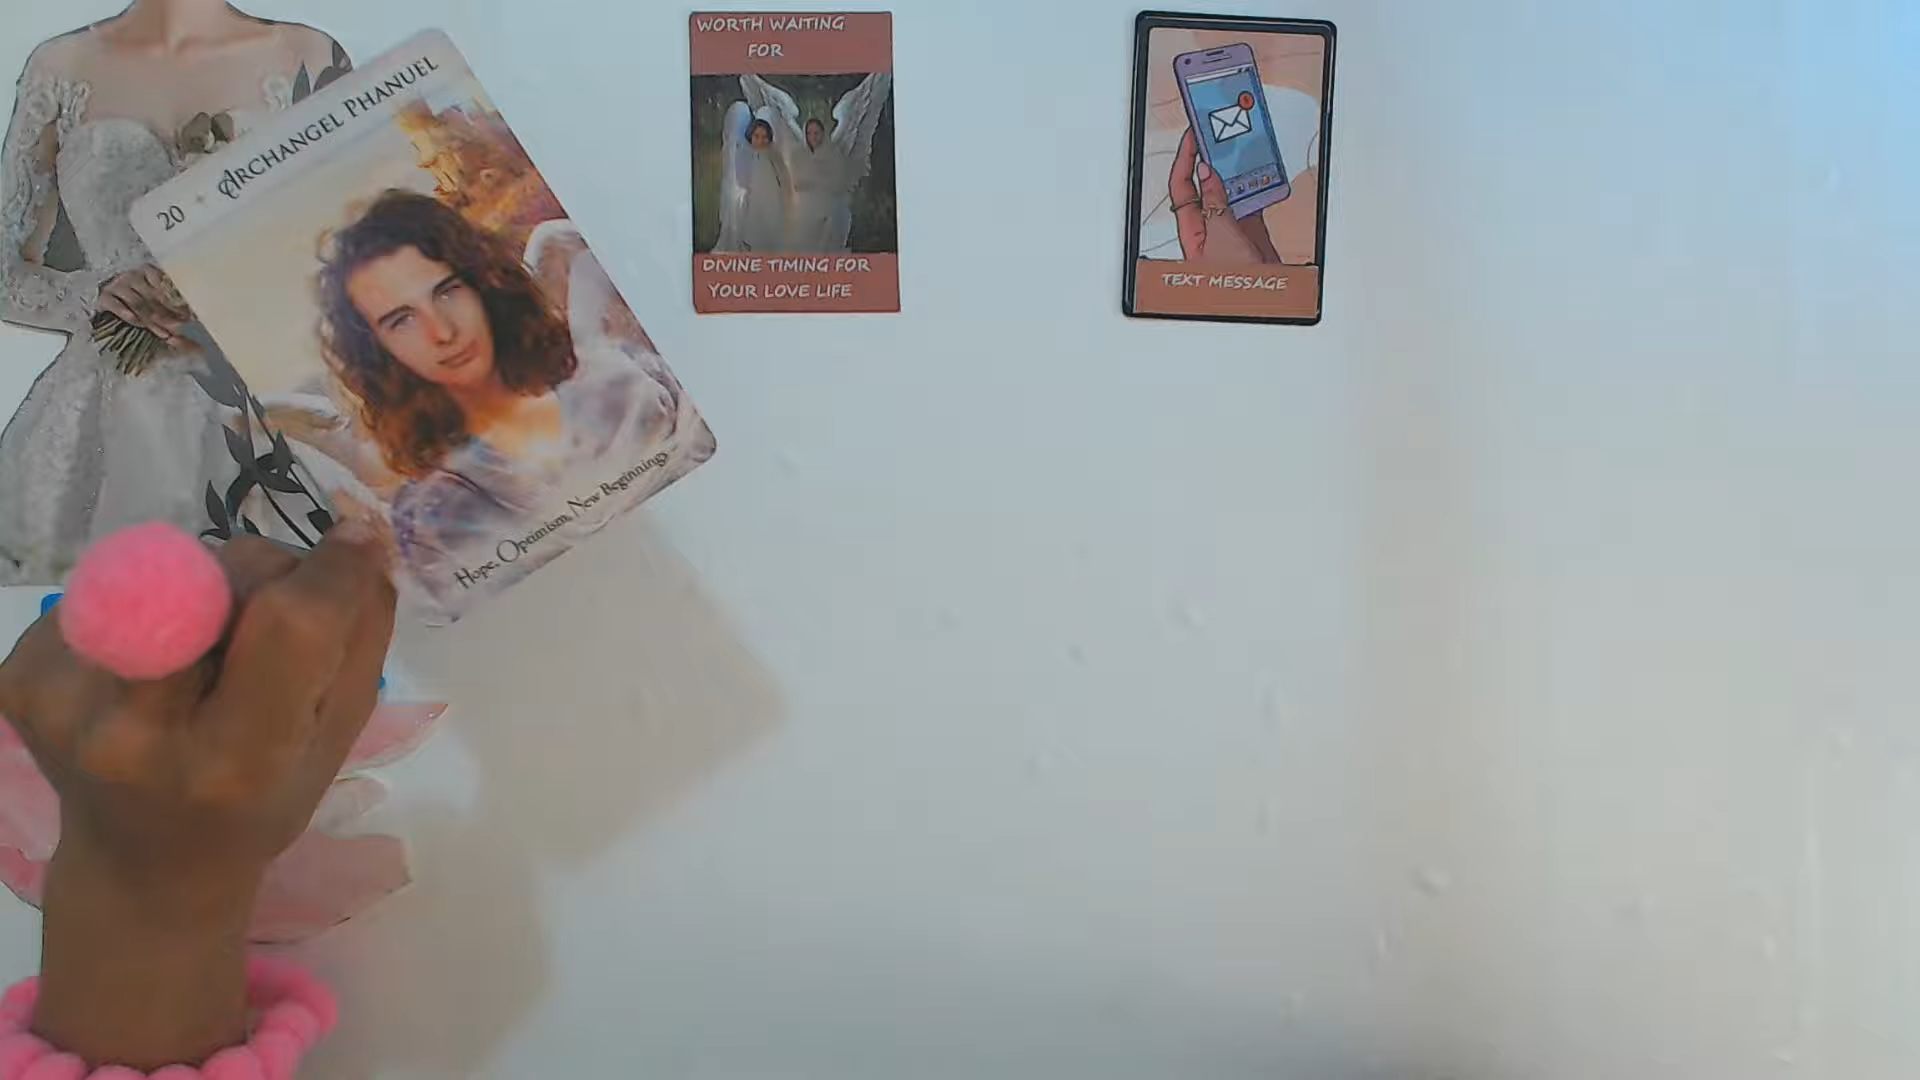 20 ✦ ARCHANGEL PHANUEL
Hope, Optimism, New Beginnings
WORTH WAITING
FOR
DIVINE TIMING FOR
YOUR LOVE LIFE
TEXT MESSAGE